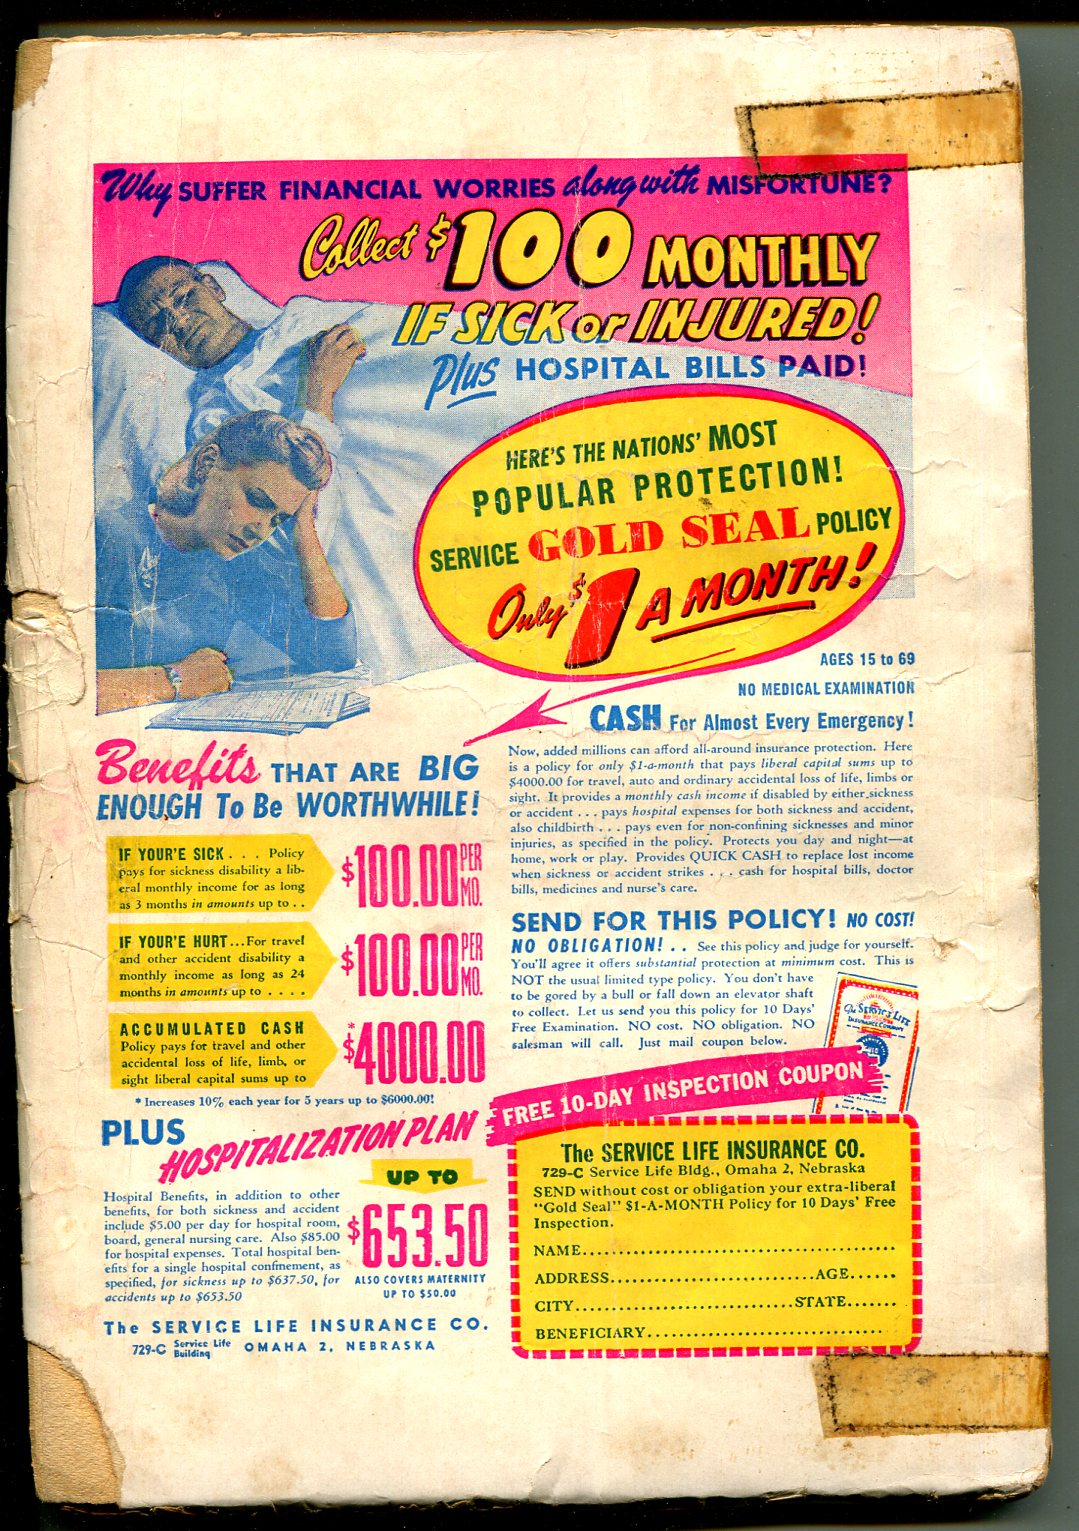 Why SUFFER FINANCIAL WORRIES along with MISFORTUNE?
Collect $100 MONTHLY
IF SICK or INJURED!
Plus HOSPITAL BILLS PAID!
HERE'S THE NATIONS' MOST
POPULAR PROTECTION!
SERVICE GOLD SEAL POLICY
Only $1 A MONTH!
AGES 15 to 69
NO MEDICAL EXAMINATION
CASH For Almost Every Emergency!
Now, added millions can afford all-around insurance protection. Here
is a policy for only $1-a-month that pays liberal capital sums up to
$4000.00 for travel, auto and ordinary accidental loss of life, limbs or
sight. It provides a monthly cash income if disabled by either sickness
or accident . . . pays hospital expenses for both sickness and accident,
also childbirth . . . pays even for non-confining sicknesses and minor
injuries, as specified in the policy. Protects you day and night—at
home, work or play. Provides QUICK CASH to replace lost income
when sickness or accident strikes . . . cash for hospital bills, doctor
bills, medicines and nurse's care.
Benefits THAT ARE BIG
ENOUGH To Be WORTHWHILE!
IF YOUR'E SICK . . . Policy
pays for sickness disability a lib-
eral monthly income for as long
as 3 months in amounts up to . .
$100.00 PER MO.
IF YOUR'E HURT...For travel
and other accident disability a
monthly income as long as 24
months in amounts up to . . . .
$100.00 PER MO.
ACCUMULATED CASH
Policy pays for travel and other
accidental loss of life, limb, or
sight liberal capital sums up to
*$4000.00
* Increases 10% each year for 5 years up to $6000.00!
PLUS HOSPITALIZATION PLAN
Hospital Benefits, in addition to other
benefits, for both sickness and accident
include $5.00 per day for hospital room,
board, general nursing care. Also $85.00
for hospital expenses. Total hospital ben-
efits for a single hospital confinement, as
specified, for sickness up to $637.50, for
accidents up to $653.50
UP TO
$653.50
ALSO COVERS MATERNITY
UP TO $50.00
The SERVICE LIFE INSURANCE CO.
729-C Service Life Building OMAHA 2, NEBRASKA
SEND FOR THIS POLICY! NO COST!
NO OBLIGATION! . . See this policy and judge for yourself.
You'll agree it offers substantial protection at minimum cost. This is
NOT the usual limited type policy. You don't have
to be gored by a bull or fall down an elevator shaft
to collect. Let us send you this policy for 10 Days'
Free Examination. NO cost. NO obligation. NO
salesman will call. Just mail coupon below.
The SERVICE LIFE
INSURANCE COMPANY
FREE 10-DAY INSPECTION COUPON
The SERVICE LIFE INSURANCE CO.
729-C Service Life Bldg., Omaha 2, Nebraska
SEND without cost or obligation your extra-liberal
"Gold Seal" $1-A-MONTH Policy for 10 Days' Free
Inspection.
NAME............................................
ADDRESS.............................AGE......
CITY...............................STATE.......
BENEFICIARY.................................